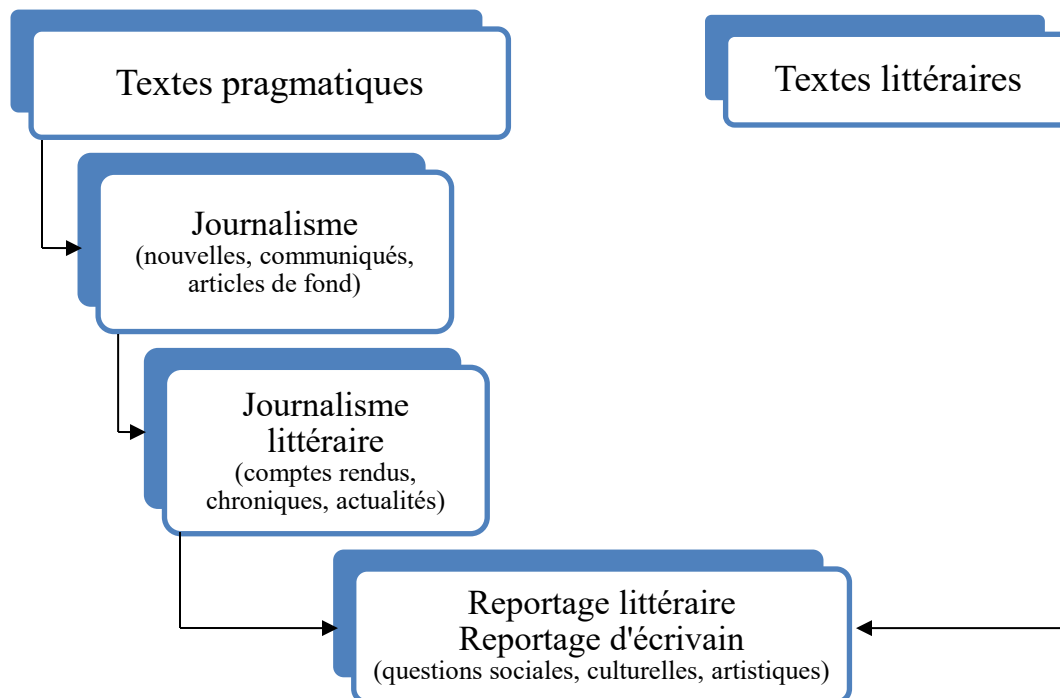 Textes pragmatiques
Textes littéraires
Journalisme
(nouvelles, communiqués,
articles de fond)
Journalisme
littéraire
(comptes rendus,
chroniques, actualités)
Reportage littéraire
Reportage d'écrivain
(questions sociales, culturelles, artistiques)